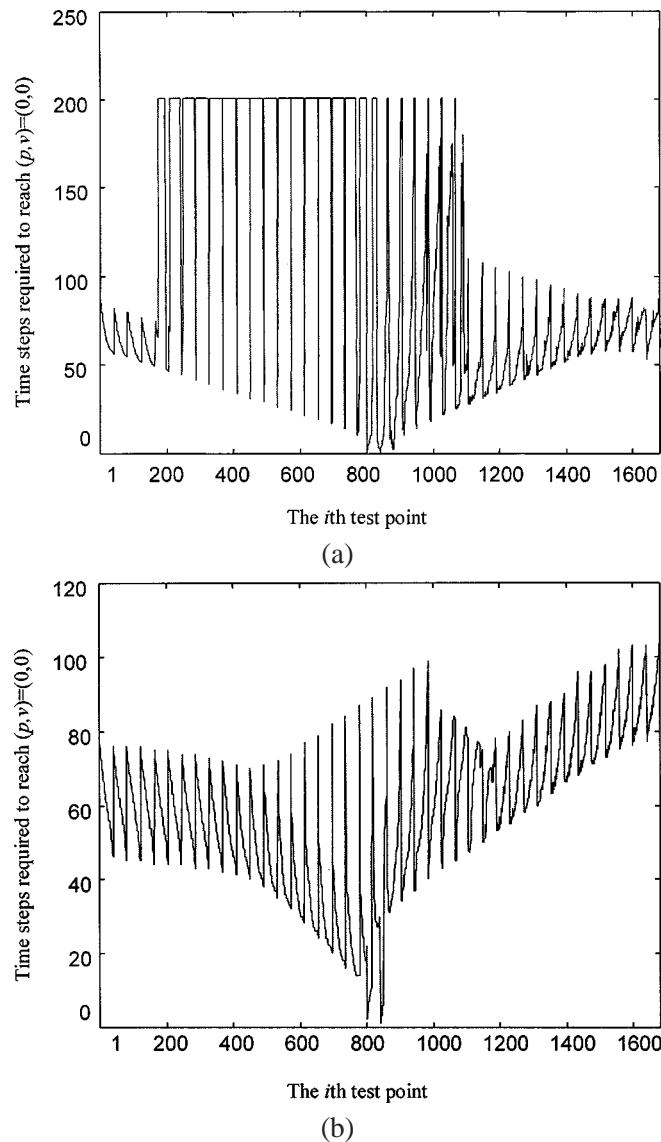 250
200
150
100
50
0
Time steps required to reach (p,v)=(0,0)
1 200 400 600 800 1000 1200 1400 1600
The ith test point
(a)
120
100
80
60
40
20
0
Time steps required to reach (p,v)=(0,0)
1 200 400 600 800 1000 1200 1400 1600
The ith test point
(b)